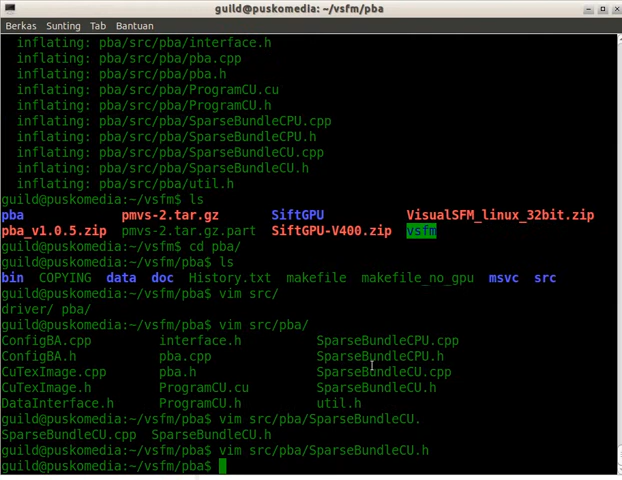 guild@puskomedia: ~/vsfm/pba
Berkas Sunting Tab Bantuan
inflating: pba/src/pba/interface.h
inflating: pba/src/pba/pba.cpp
inflating: pba/src/pba/pba.h
inflating: pba/src/pba/ProgramCU.cu
inflating: pba/src/pba/ProgramCU.h
inflating: pba/src/pba/SparseBundleCPU.cpp
inflating: pba/src/pba/SparseBundleCPU.h
inflating: pba/src/pba/SparseBundleCU.cpp
inflating: pba/src/pba/SparseBundleCU.h
inflating: pba/src/pba/util.h
guild@puskomedia:~/vsfm$ ls
pba pmvs-2.tar.gz SiftGPU VisualSFM_linux_32bit.zip
pba_v1.0.5.zip pmvs-2.tar.gz.part SiftGPU-V400.zip vsfm
guild@puskomedia:~/vsfm$ cd pba/
guild@puskomedia:~/vsfm/pba$ ls
bin COPYING data doc History.txt makefile makefile_no_gpu msvc src
guild@puskomedia:~/vsfm/pba$ vim src/
driver/ pba/
guild@puskomedia:~/vsfm/pba$ vim src/pba/
ConfigBA.cpp interface.h SparseBundleCPU.cpp
ConfigBA.h pba.cpp SparseBundleCPU.h
CuTexImage.cpp pba.h SparseBundleCU.cpp
CuTexImage.h ProgramCU.cu SparseBundleCU.h
DataInterface.h ProgramCU.h util.h
guild@puskomedia:~/vsfm/pba$ vim src/pba/SparseBundleCU.
SparseBundleCU.cpp SparseBundleCU.h
guild@puskomedia:~/vsfm/pba$ vim src/pba/SparseBundleCU.h
guild@puskomedia:~/vsfm/pba$